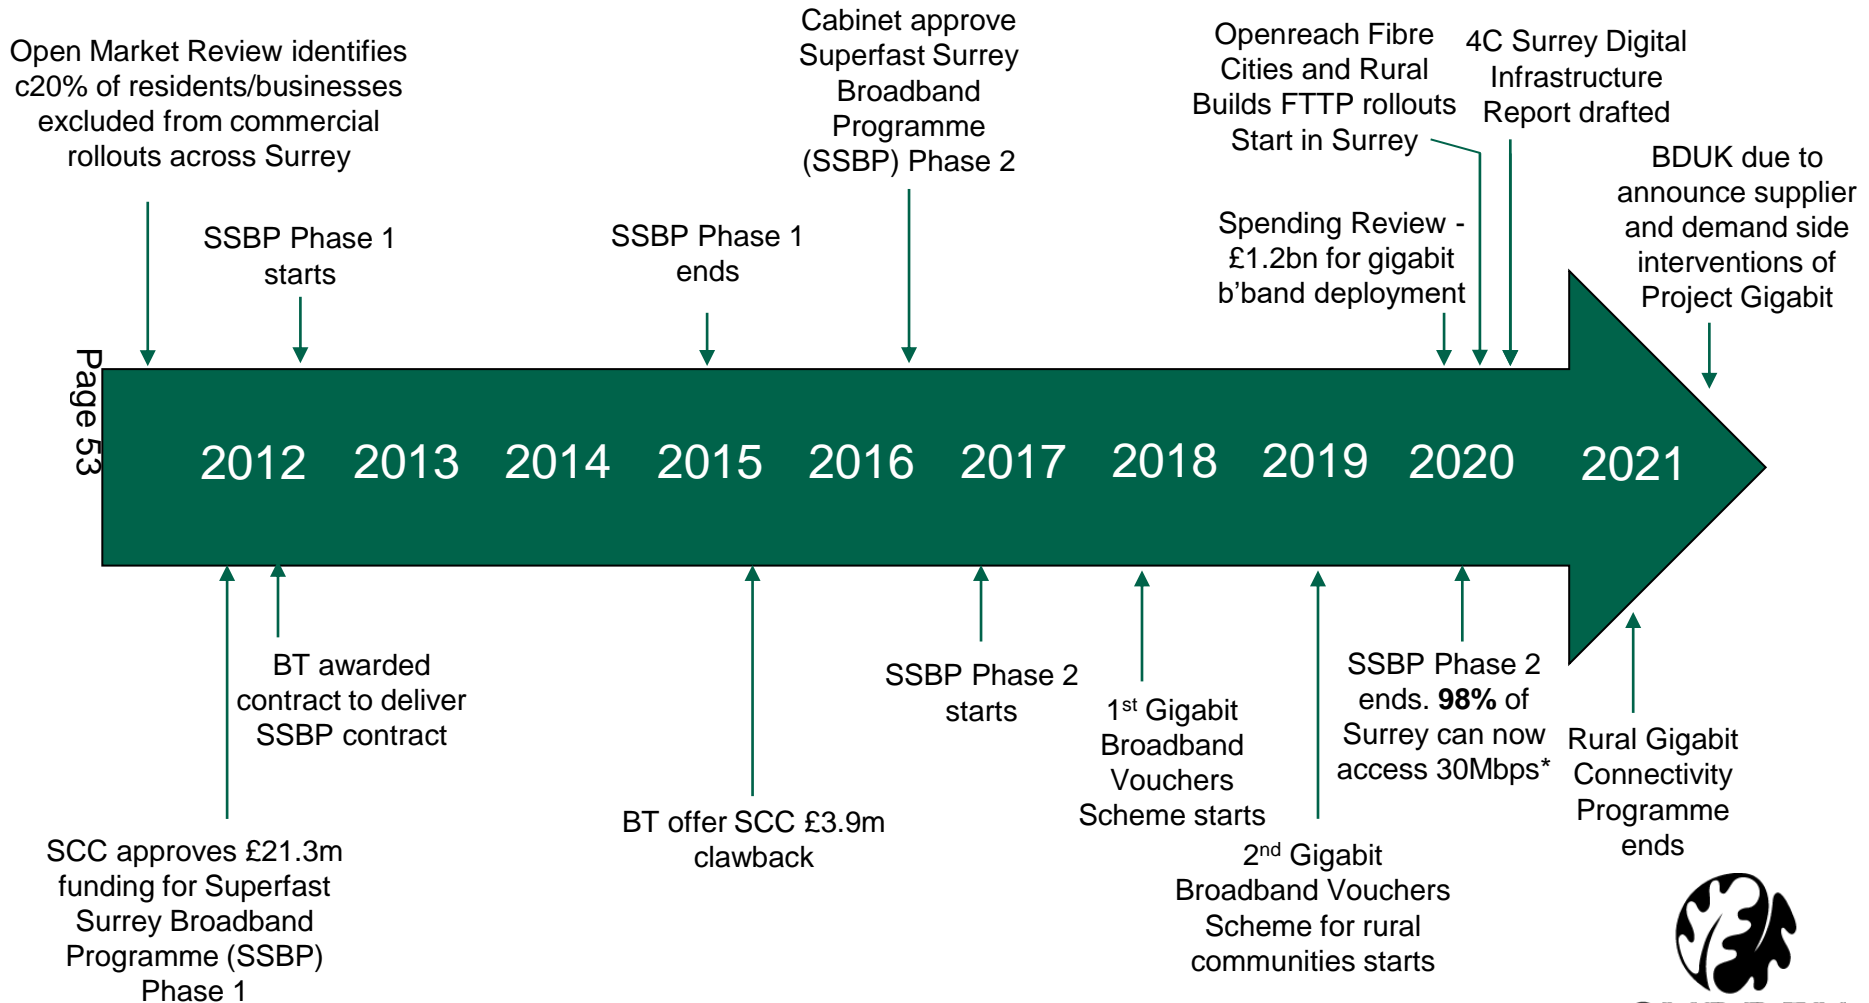 Open Market Review identifies
c20% of residents/businesses
excluded from commercial
rollouts across Surrey
SSBP Phase 1
starts
SSBP Phase 1
ends
Cabinet approve
Superfast Surrey
Broadband
Programme
(SSBP) Phase 2
Openreach Fibre
Cities and Rural
Builds FTTP rollouts
Start in Surrey
4C Surrey Digital
Infrastructure
Report drafted
Spending Review -
£1.2bn for gigabit
b'band deployment
BDUK due to
announce supplier
and demand side
interventions of
Project Gigabit
Page 53
2012 2013 2014 2015 2016 2017 2018 2019 2020 2021
SCC approves £21.3m
funding for Superfast
Surrey Broadband
Programme (SSBP)
Phase 1
BT awarded
contract to deliver
SSBP contract
BT offer SCC £3.9m
clawback
SSBP Phase 2
starts
1st Gigabit
Broadband
Vouchers
Scheme starts
2nd Gigabit
Broadband Vouchers
Scheme for rural
communities starts
SSBP Phase 2
ends. 98% of
Surrey can now
access 30Mbps*
Rural Gigabit
Connectivity
Programme
ends